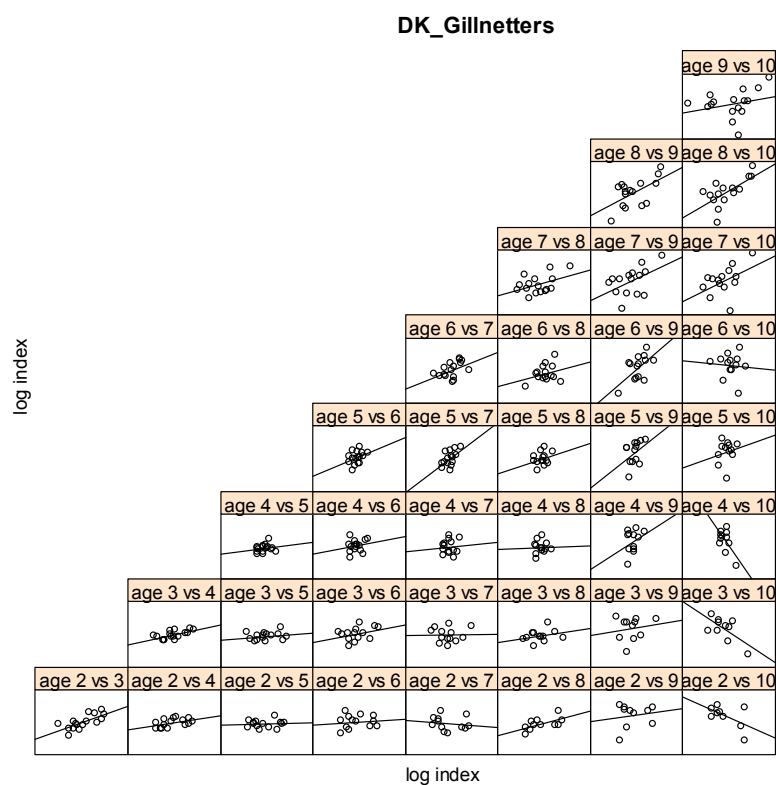 DK_Gillnetters
age 9 vs 10
age 8 vs 9 age 8 vs 10
age 7 vs 8 age 7 vs 9 age 7 vs 10
age 6 vs 7 age 6 vs 8 age 6 vs 9 age 6 vs 10
log index
age 5 vs 6 age 5 vs 7 age 5 vs 8 age 5 vs 9 age 5 vs 10
age 4 vs 5 age 4 vs 6 age 4 vs 7 age 4 vs 8 age 4 vs 9 age 4 vs 10
age 3 vs 4 age 3 vs 5 age 3 vs 6 age 3 vs 7 age 3 vs 8 age 3 vs 9 age 3 vs 10
age 2 vs 3 age 2 vs 4 age 2 vs 5 age 2 vs 6 age 2 vs 7 age 2 vs 8 age 2 vs 9 age 2 vs 10
log index